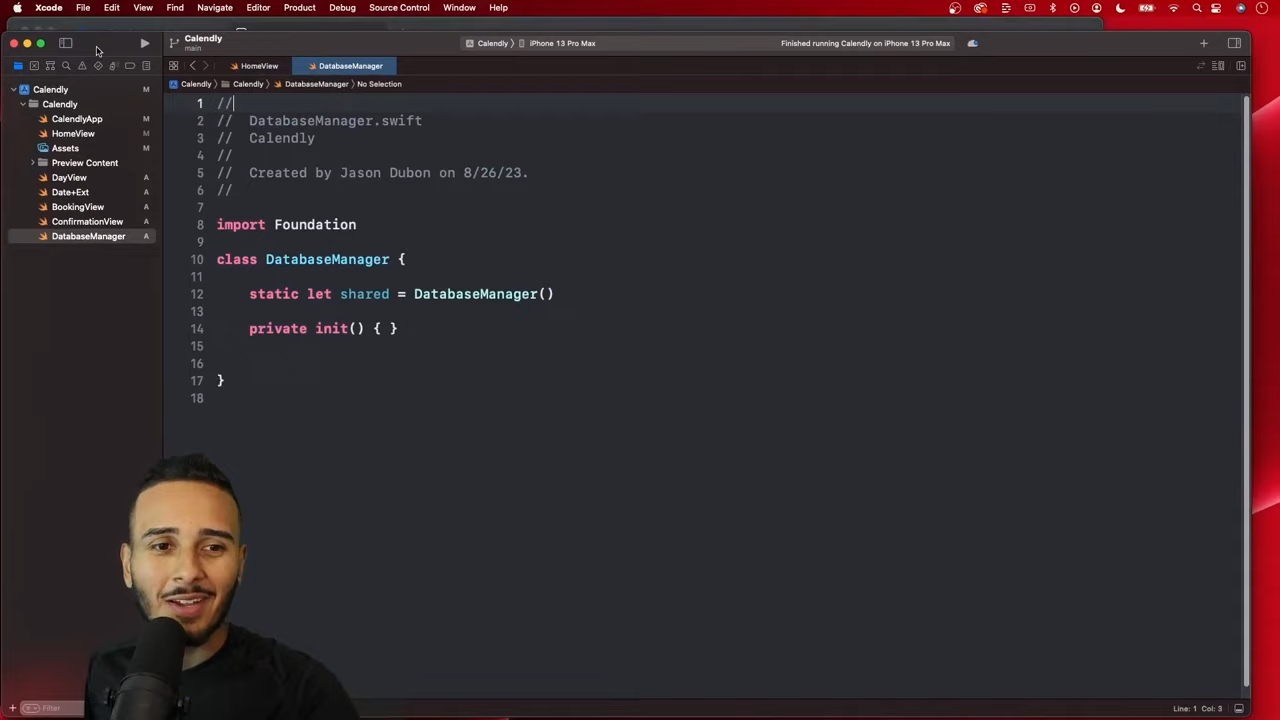 Xcode File Edit View Find Navigate Editor Product Debug Source Control Window Help
Calendly
main
Calendly
iPhone 13 Pro Max
Finished running Calendly on iPhone 13 Pro Max
HomeView
DatabaseManager
Calendly
Calendly
DatabaseManager
No Selection
Calendly M
Calendly
CalendlyApp M
HomeView M
Assets M
Preview Content
DayView A
Date+Ext A
BookingView A
ConfirmationView A
DatabaseManager A
1 //
2 // DatabaseManager.swift
3 // Calendly
4 //
5 // Created by Jason Dubon on 8/26/23.
6 //
7
8 import Foundation
9
10 class DatabaseManager {
11
12 static let shared = DatabaseManager()
13
14 private init() { }
15
16
17 }
18
Filter
Line: 1 Col: 3